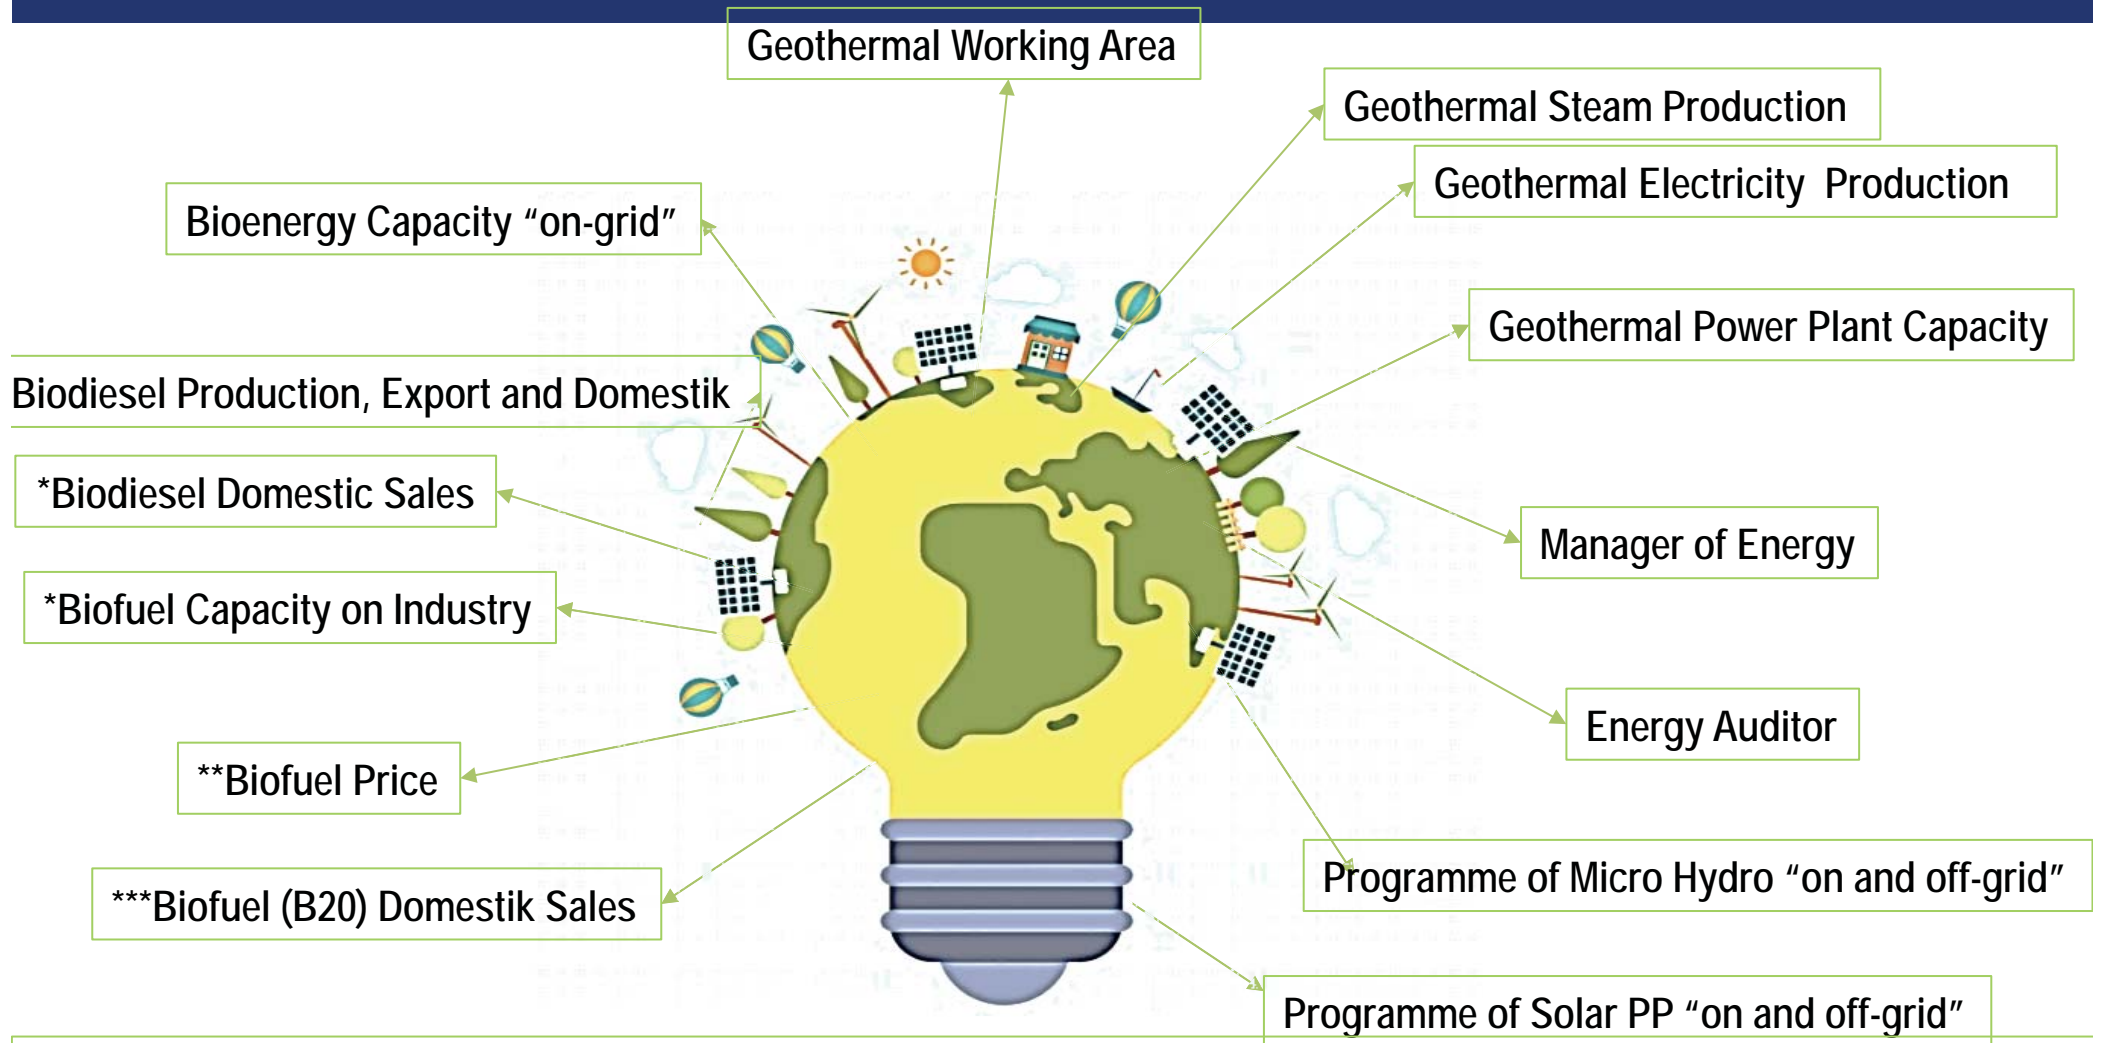 Geothermal Working Area
Geothermal Steam Production
Geothermal Electricity Production
Bioenergy Capacity “on-grid”
Geothermal Power Plant Capacity
Biodiesel Production, Export and Domestik
*Biodiesel Domestic Sales
Manager of Energy
*Biofuel Capacity on Industry
Energy Auditor
**Biofuel Price
Programme of Micro Hydro “on and off-grid”
***Biofuel (B20) Domestik Sales
Programme of Solar PP “on and off-grid”